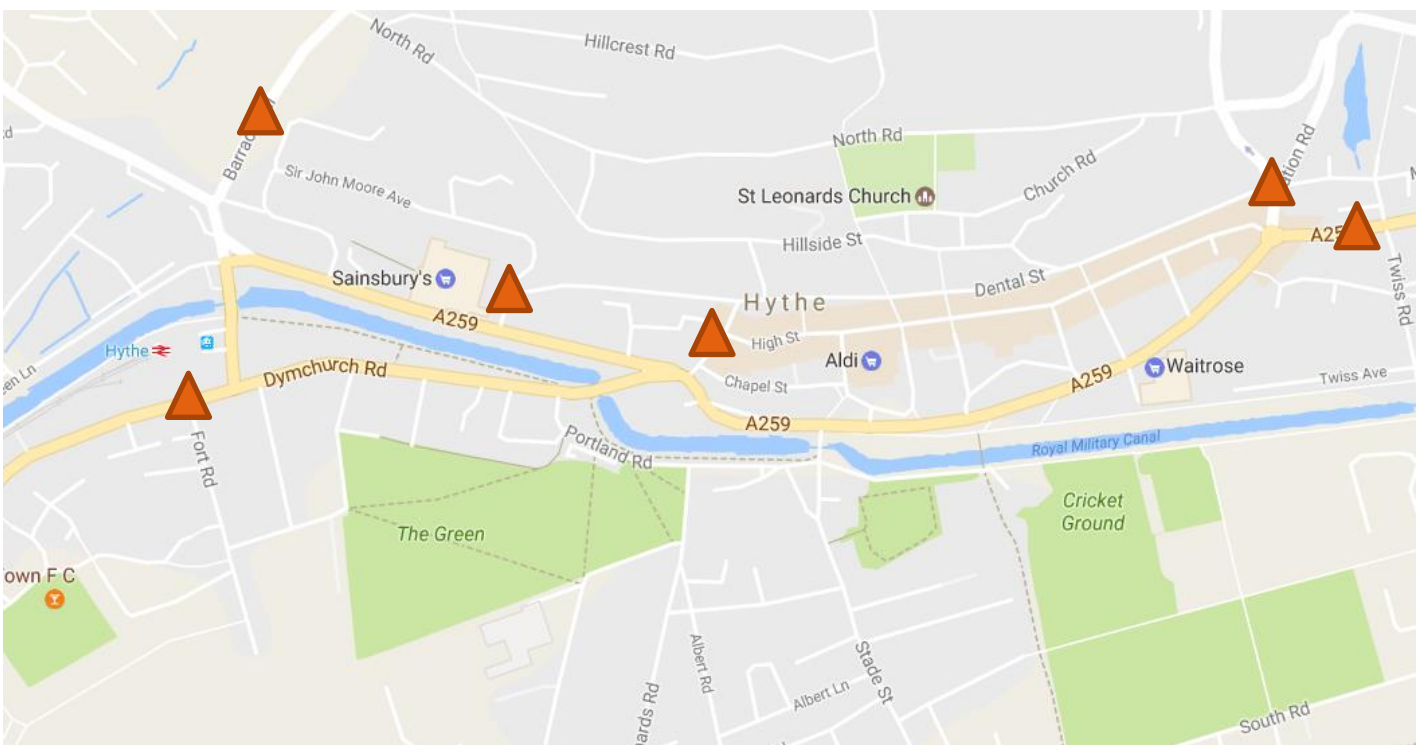 North Rd
Hillcrest Rd
North Rd
Sir John Moore Ave
Church Rd
St Leonards Church
Hillside St
Sainsbury's
Dental St
Hythe
A259
Twiss Rd
High St
Hythe
Aldi
Waitrose
Dymchurch Rd
Chapel St
A259
Twiss Ave
A259
Fort Rd
Portland Rd
Royal Military Canal
The Green
Cricket
Ground
own F C
Albert Rd
Stade St
Albert Ln
South Rd